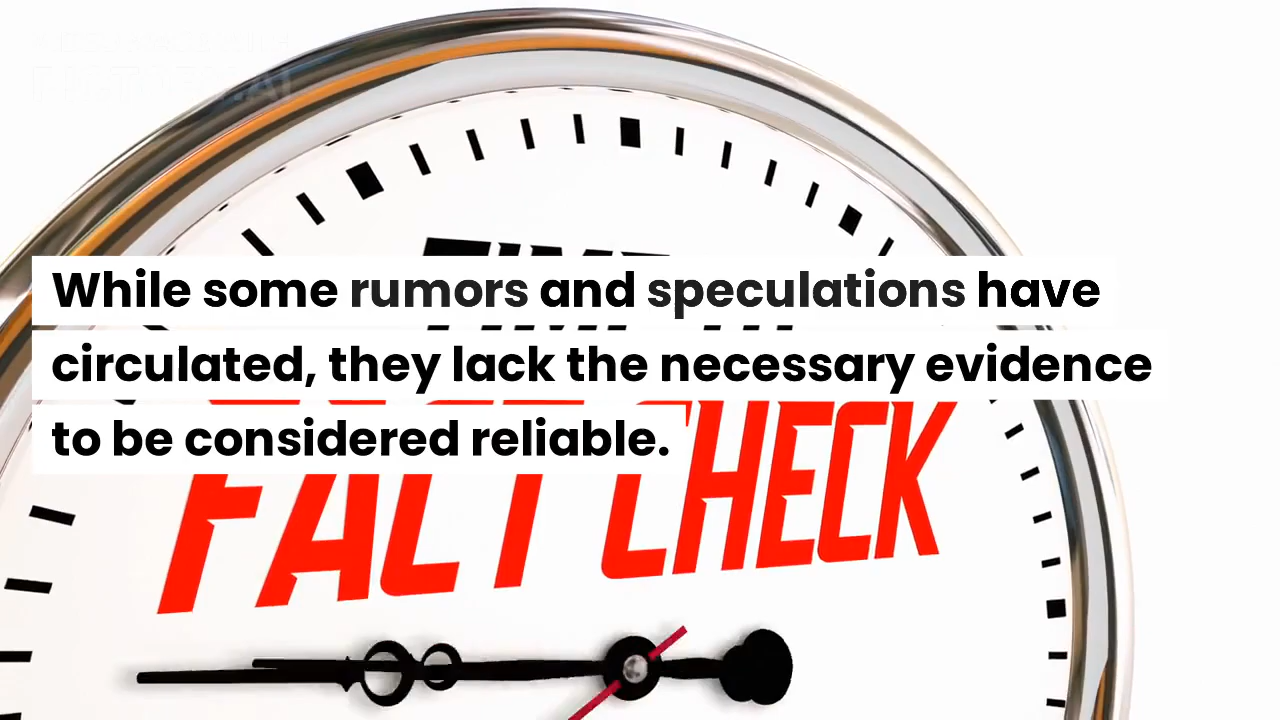 While some rumors and speculations have
circulated, they lack the necessary evidence
to be considered reliable.
FACT CHECK